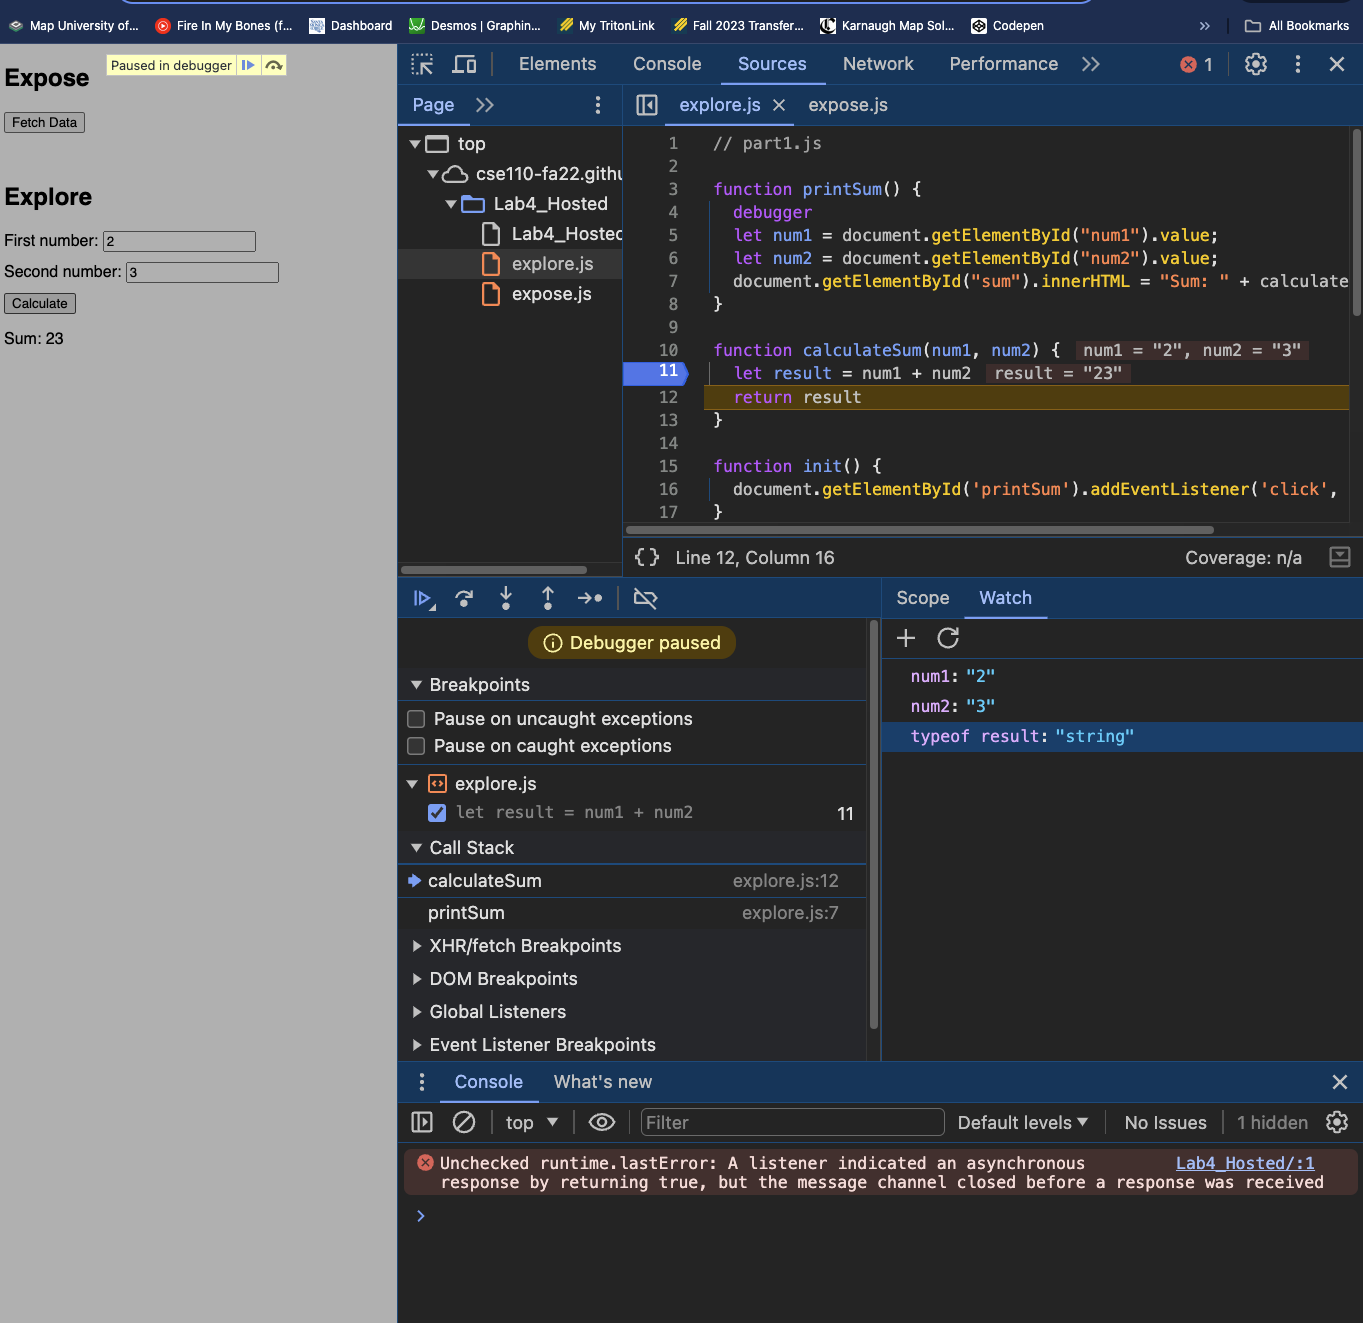 Map University of...
Fire In My Bones (f...
Dashboard
Desmos | Graphin...
My TritonLink
Fall 2023 Transfer...
Karnaugh Map Sol...
Codepen
»
All Bookmarks
Expose
Paused in debugger
Fetch Data
Explore
First number: 2
Second number: 3
Calculate
Sum: 23
Elements
Console
Sources
Network
Performance
1
Page
explore.js
expose.js
top
cse110-fa22.githu
Lab4_Hosted
Lab4_Hosted
explore.js
expose.js
1 // part1.js
2
3 function printSum() {
4 debugger
5 let num1 = document.getElementById("num1").value;
6 let num2 = document.getElementById("num2").value;
7 document.getElementById("sum").innerHTML = "Sum: " + calculate
8 }
9
10 function calculateSum(num1, num2) { num1 = "2", num2 = "3"
11 let result = num1 + num2 result = "23"
12 return result
13 }
14
15 function init() {
16 document.getElementById('printSum').addEventListener('click',
17 }
{} Line 12, Column 16
Coverage: n/a
Debugger paused
Breakpoints
Pause on uncaught exceptions
Pause on caught exceptions
explore.js
let result = num1 + num2 11
Call Stack
calculateSum explore.js:12
printSum explore.js:7
XHR/fetch Breakpoints
DOM Breakpoints
Global Listeners
Event Listener Breakpoints
Scope
Watch
num1: "2"
num2: "3"
typeof result: "string"
Console
What's new
top
Filter
Default levels
No Issues
1 hidden
Unchecked runtime.lastError: A listener indicated an asynchronous Lab4_Hosted/:1
response by returning true, but the message channel closed before a response was received